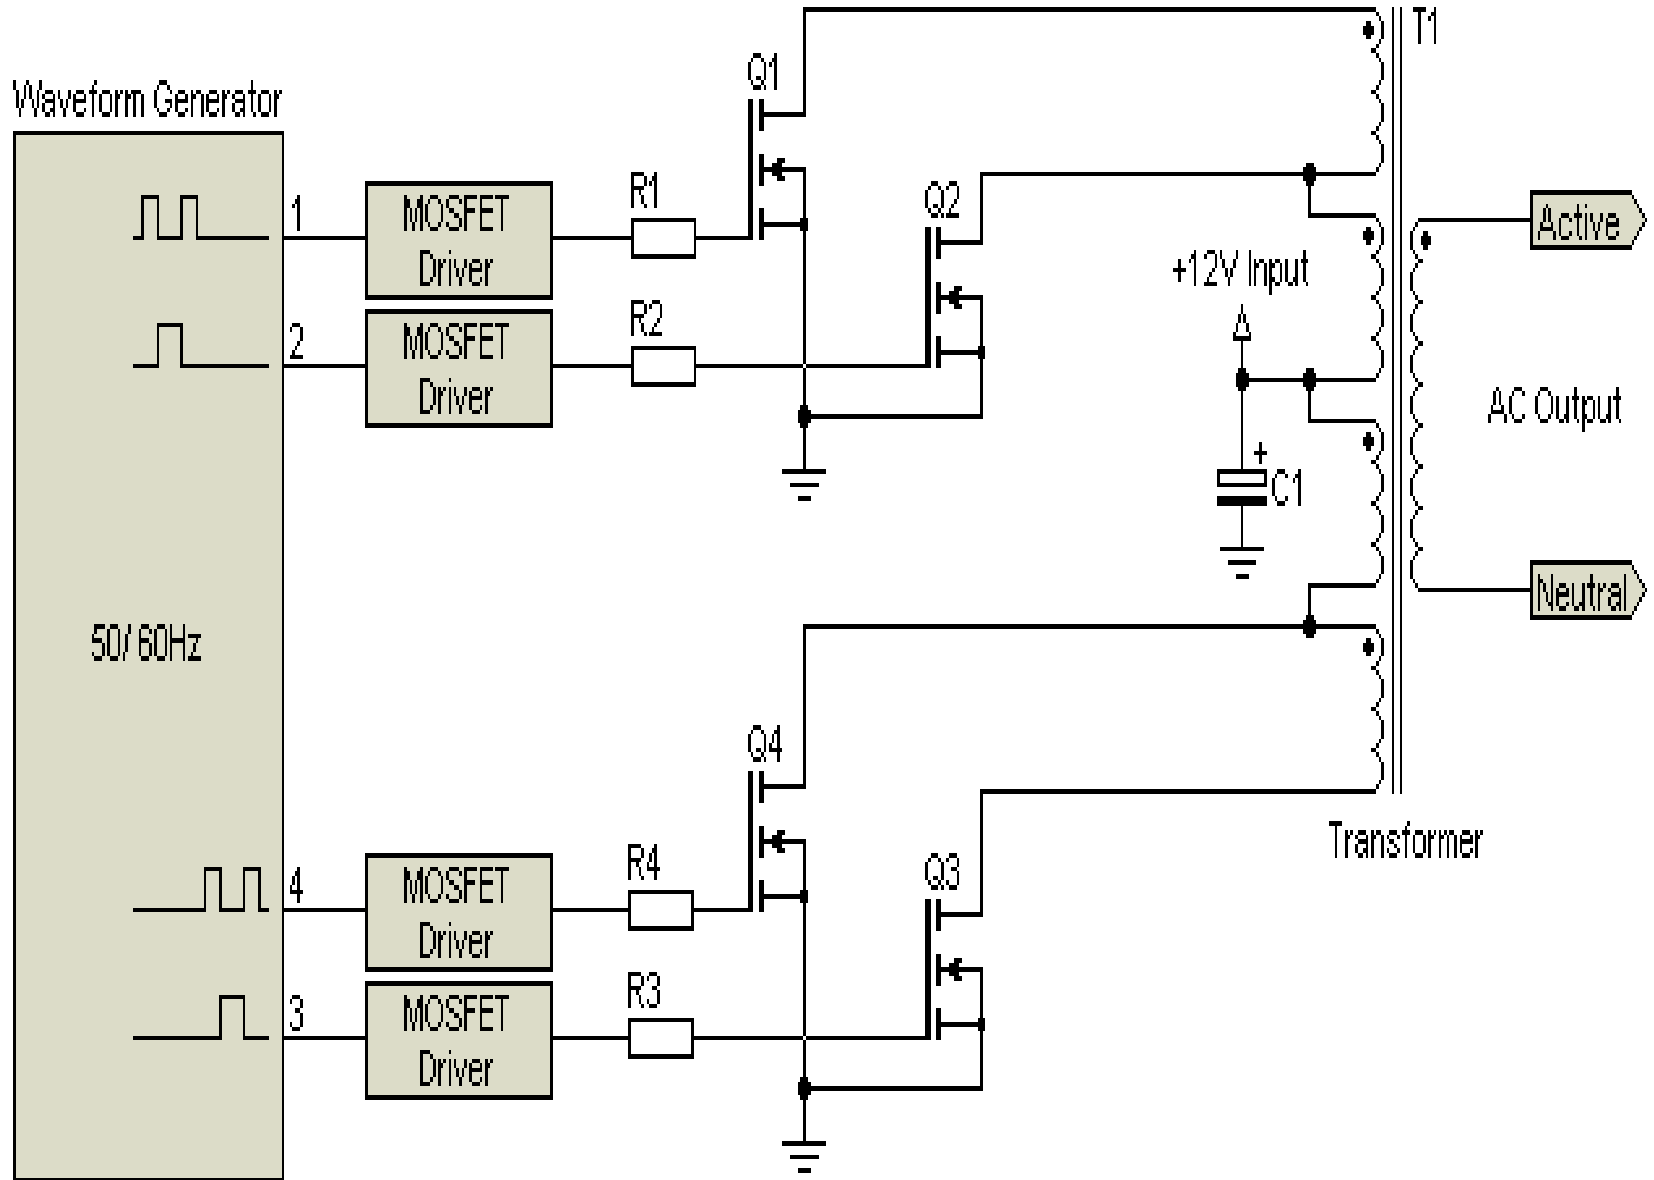 T1
Q1
Waveform Generator
1
MOSFET
Driver
R1
Q2
Active
+12V Input
2
MOSFET
Driver
R2
AC Output
+
C1
50/ 60Hz
Neutral
Q4
Transformer
4
MOSFET
Driver
R4
Q3
3
MOSFET
Driver
R3